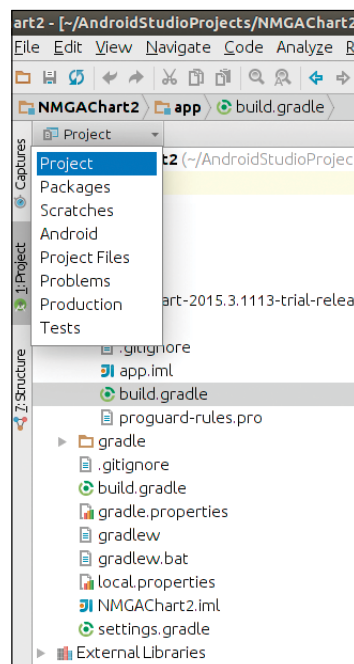 art2 - [~/AndroidStudioProjects/NMGAChart2
File Edit View Navigate Code Analyze R
NMGAChart2 app build.gradle
Project
t2 (~/AndroidStudioProjec
Project
Packages
Scratches
Android
Project Files
Problems
Production
Tests
art-2015.3.1113-trial-relea
.gitignore
app.iml
build.gradle
proguard-rules.pro
gradle
.gitignore
build.gradle
gradle.properties
gradlew
gradlew.bat
local.properties
NMGAChart2.iml
settings.gradle
External Libraries
Captures
1: Project
7: Structure